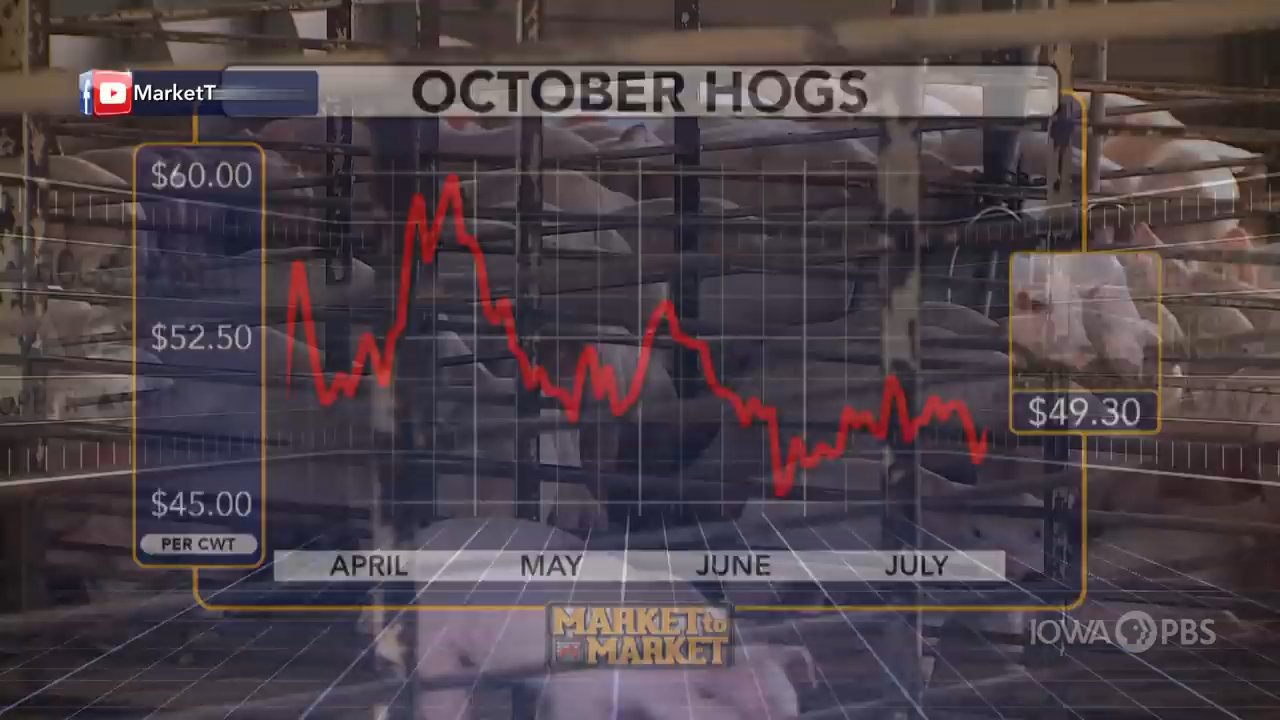 MarketT
OCTOBER HOGS
$60.00
$52.50
$49.30
$45.00
PER CWT
APRIL MAY JUNE JULY
MARKET to
MARKET
IOWA PBS